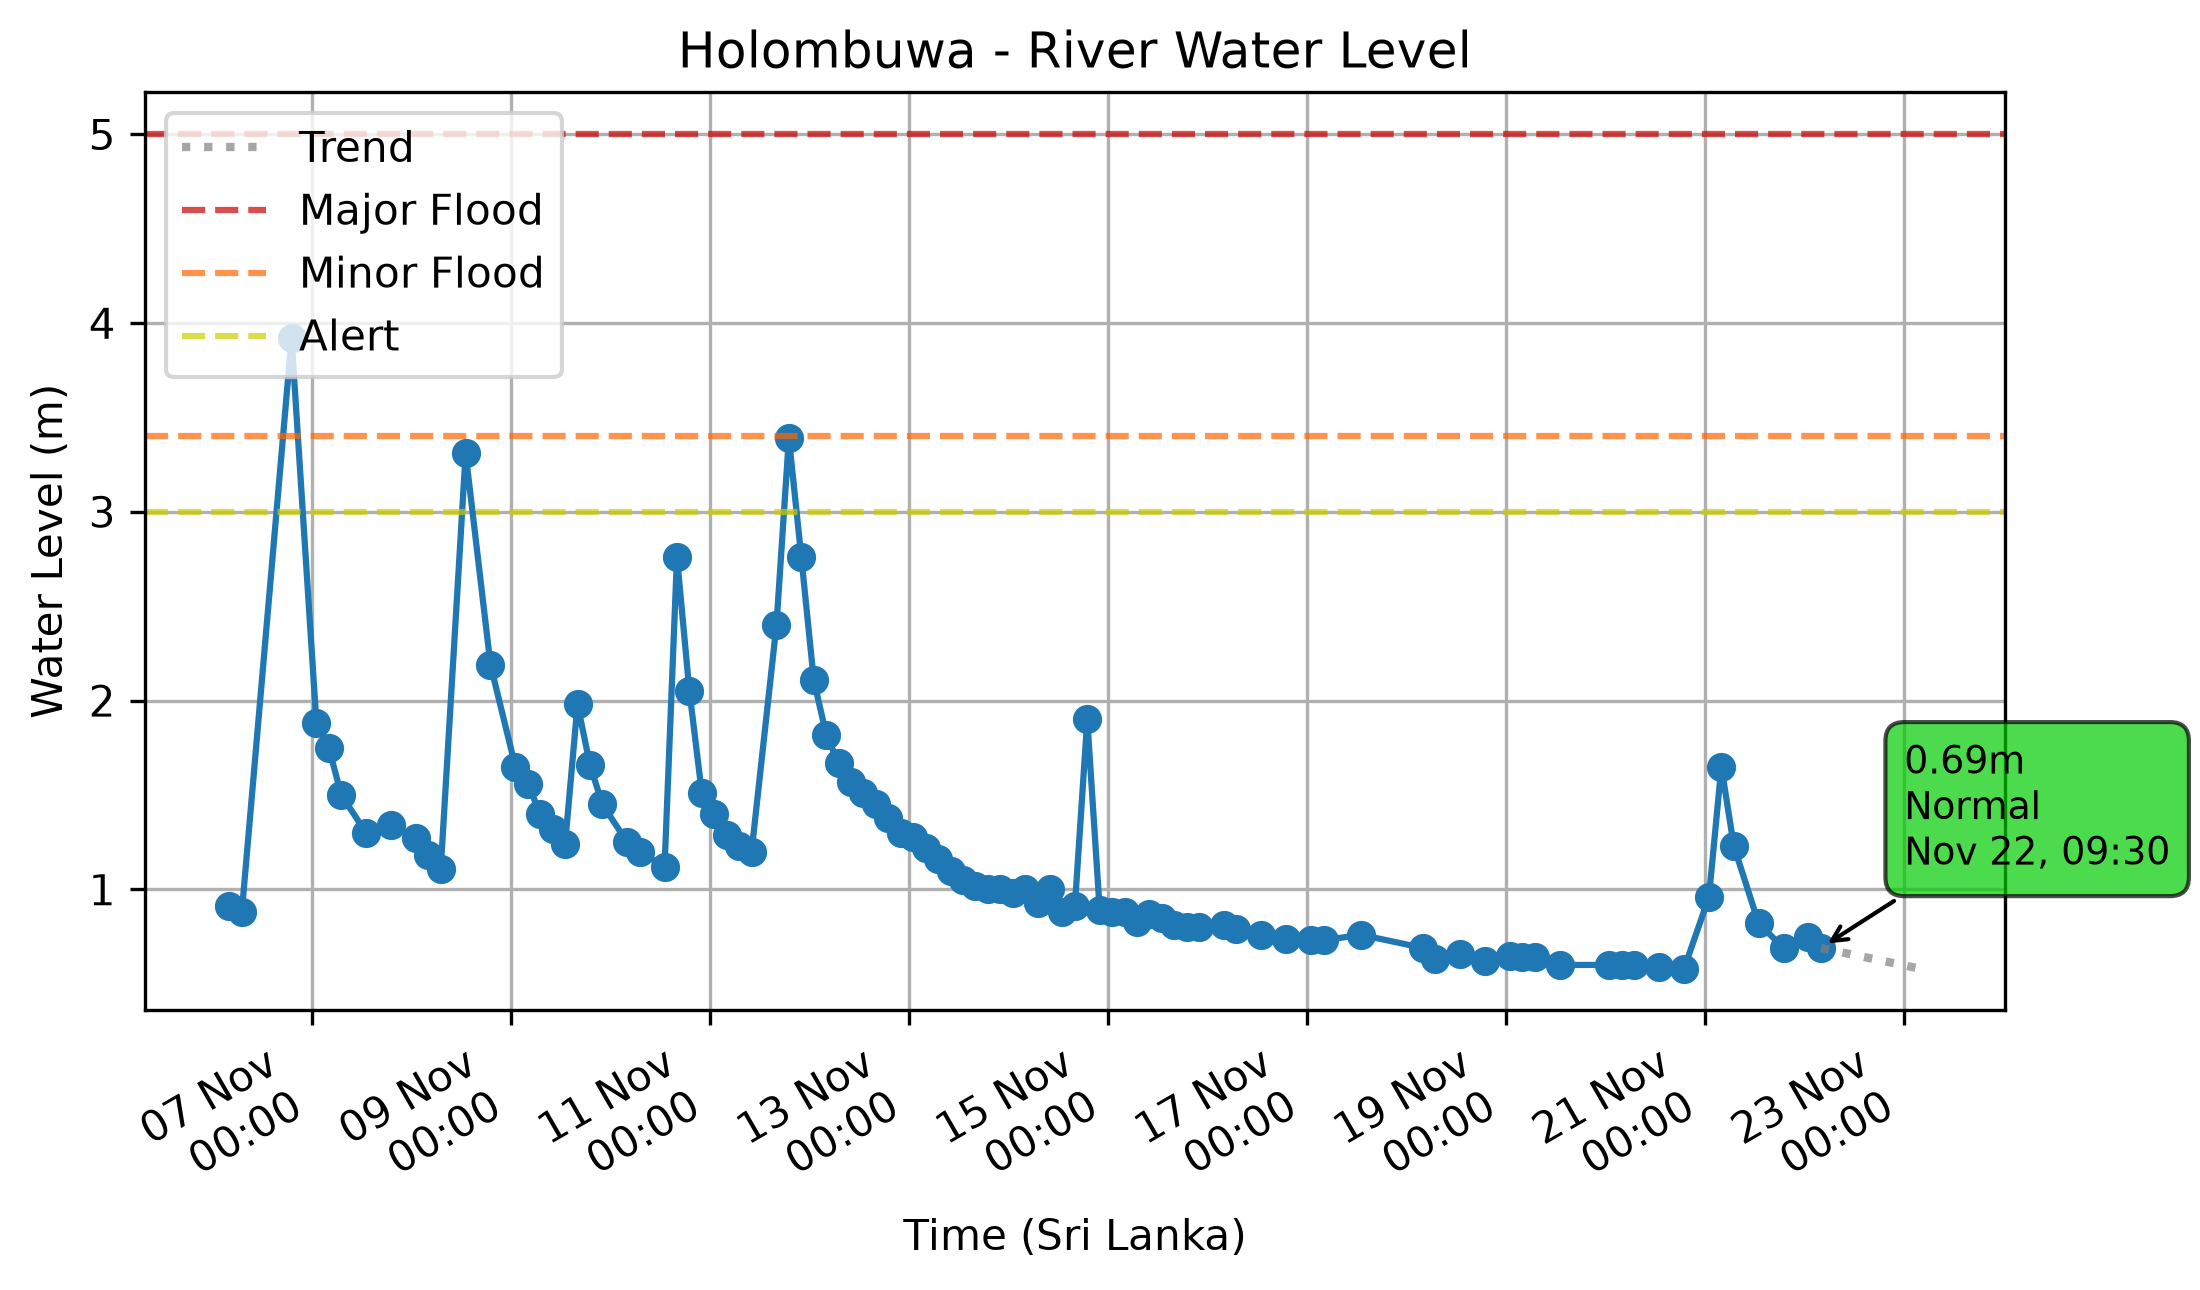 Holombuwa - River Water Level
Trend
Major Flood
Minor Flood
Alert
5
4
3
2
1
Water Level (m)
0.69m
Normal
Nov 22, 09:30
07 Nov
00:00
09 Nov
00:00
11 Nov
00:00
13 Nov
00:00
15 Nov
00:00
17 Nov
00:00
19 Nov
00:00
21 Nov
00:00
23 Nov
00:00
Time (Sri Lanka)